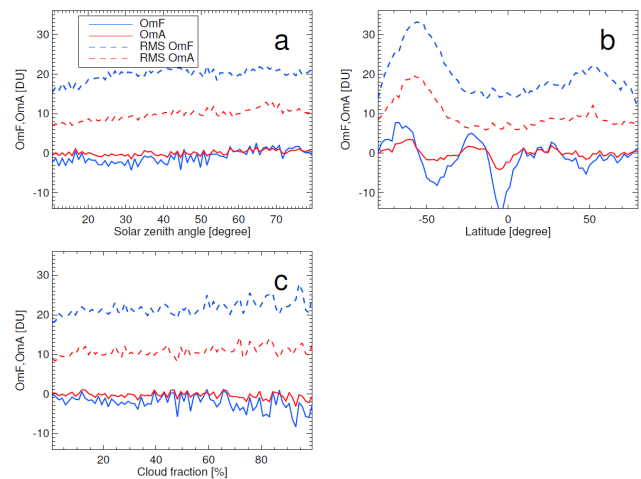 OmF
OmA
RMS OmF
RMS OmA
a
30
20
10
0
-10
OmF,OmA [DU]
20 30 40 50 60 70
Solar zenith angle [degree]
b
30
20
10
0
-10
OmF,OmA [DU]
-50 0 50
Latitude [degree]
c
30
20
10
0
-10
OmF,OmA [DU]
20 40 60 80
Cloud fraction [%]